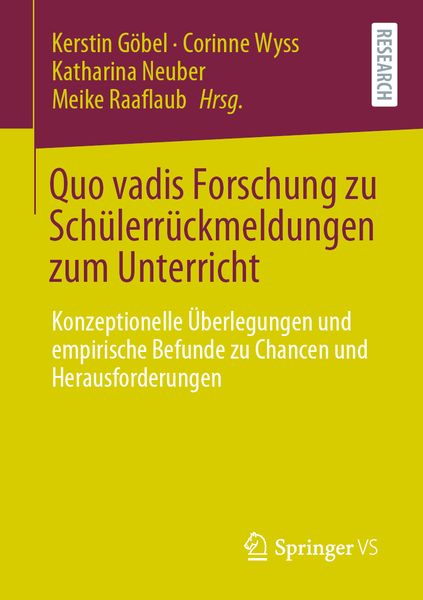 Kerstin Göbel · Corinne Wyss
Katharina Neuber
Meike Raaflaub Hrsg.
RESEARCH
Quo vadis Forschung zu
Schülerrückmeldungen
zum Unterricht
Konzeptionelle Überlegungen und
empirische Befunde zu Chancen und
Herausforderungen
Springer VS